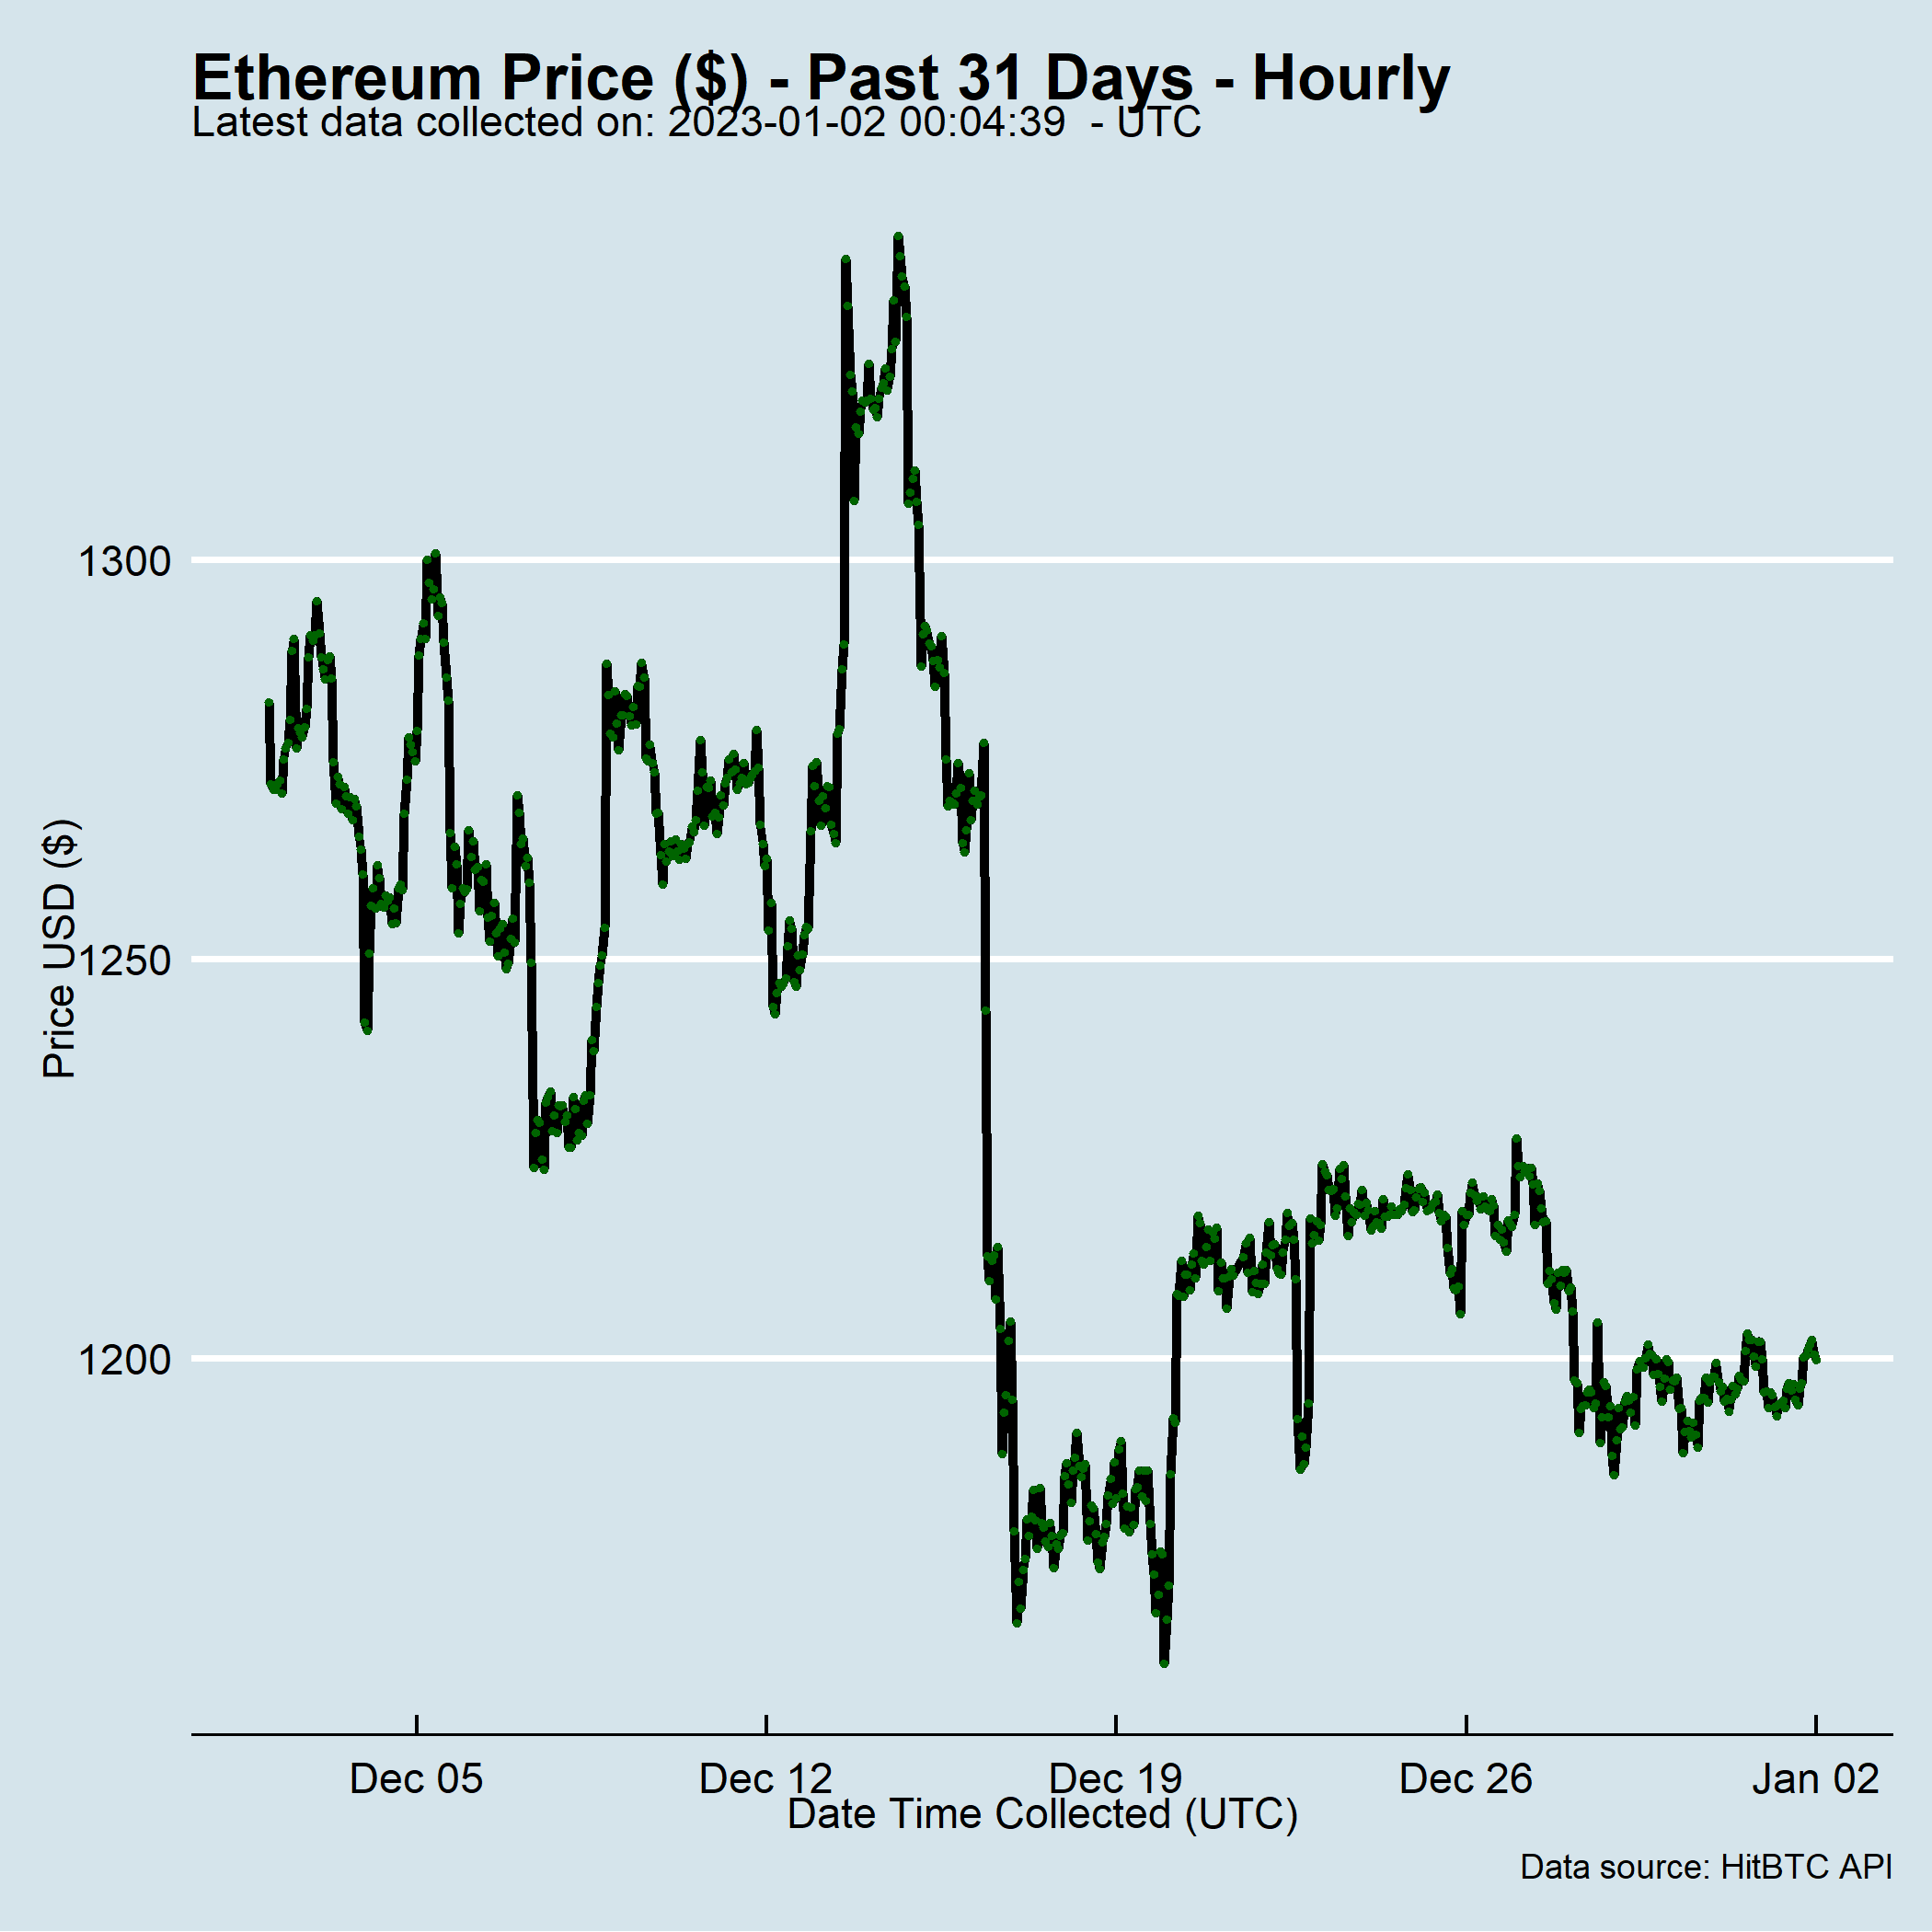 Ethereum Price ($) - Past 31 Days - Hourly
Latest data collected on: 2023-01-02 00:04:39  - UTC
Price USD ($)
1300
1250
1200
Dec 05
Dec 12
Dec 19
Dec 26
Jan 02
Date Time Collected (UTC)
Data source: HitBTC API